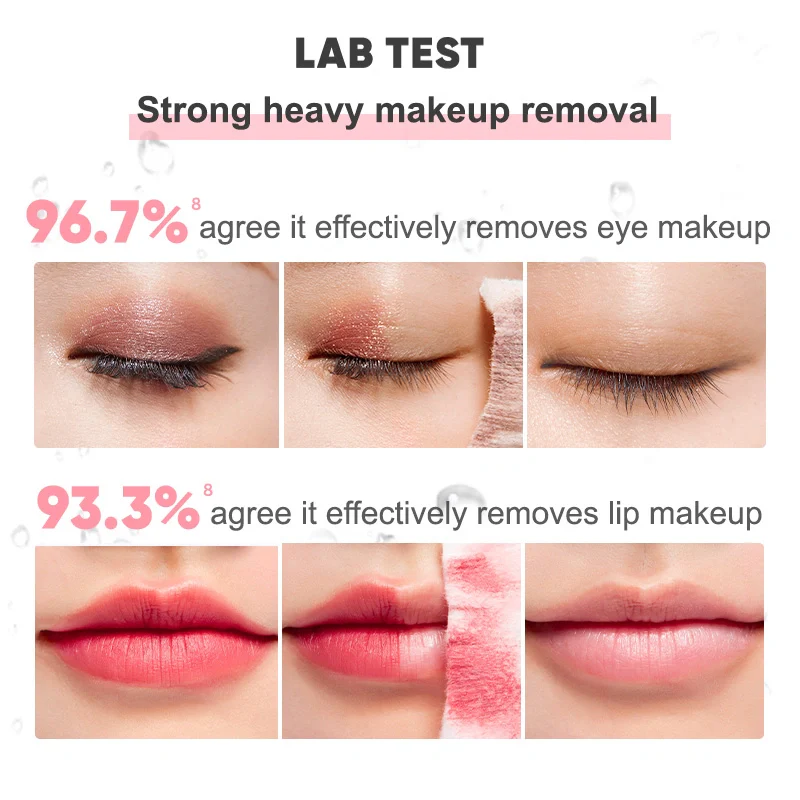 LAB TEST
Strong heavy makeup removal
96.7%⁸ agree it effectively removes eye makeup
93.3%⁸ agree it effectively removes lip makeup